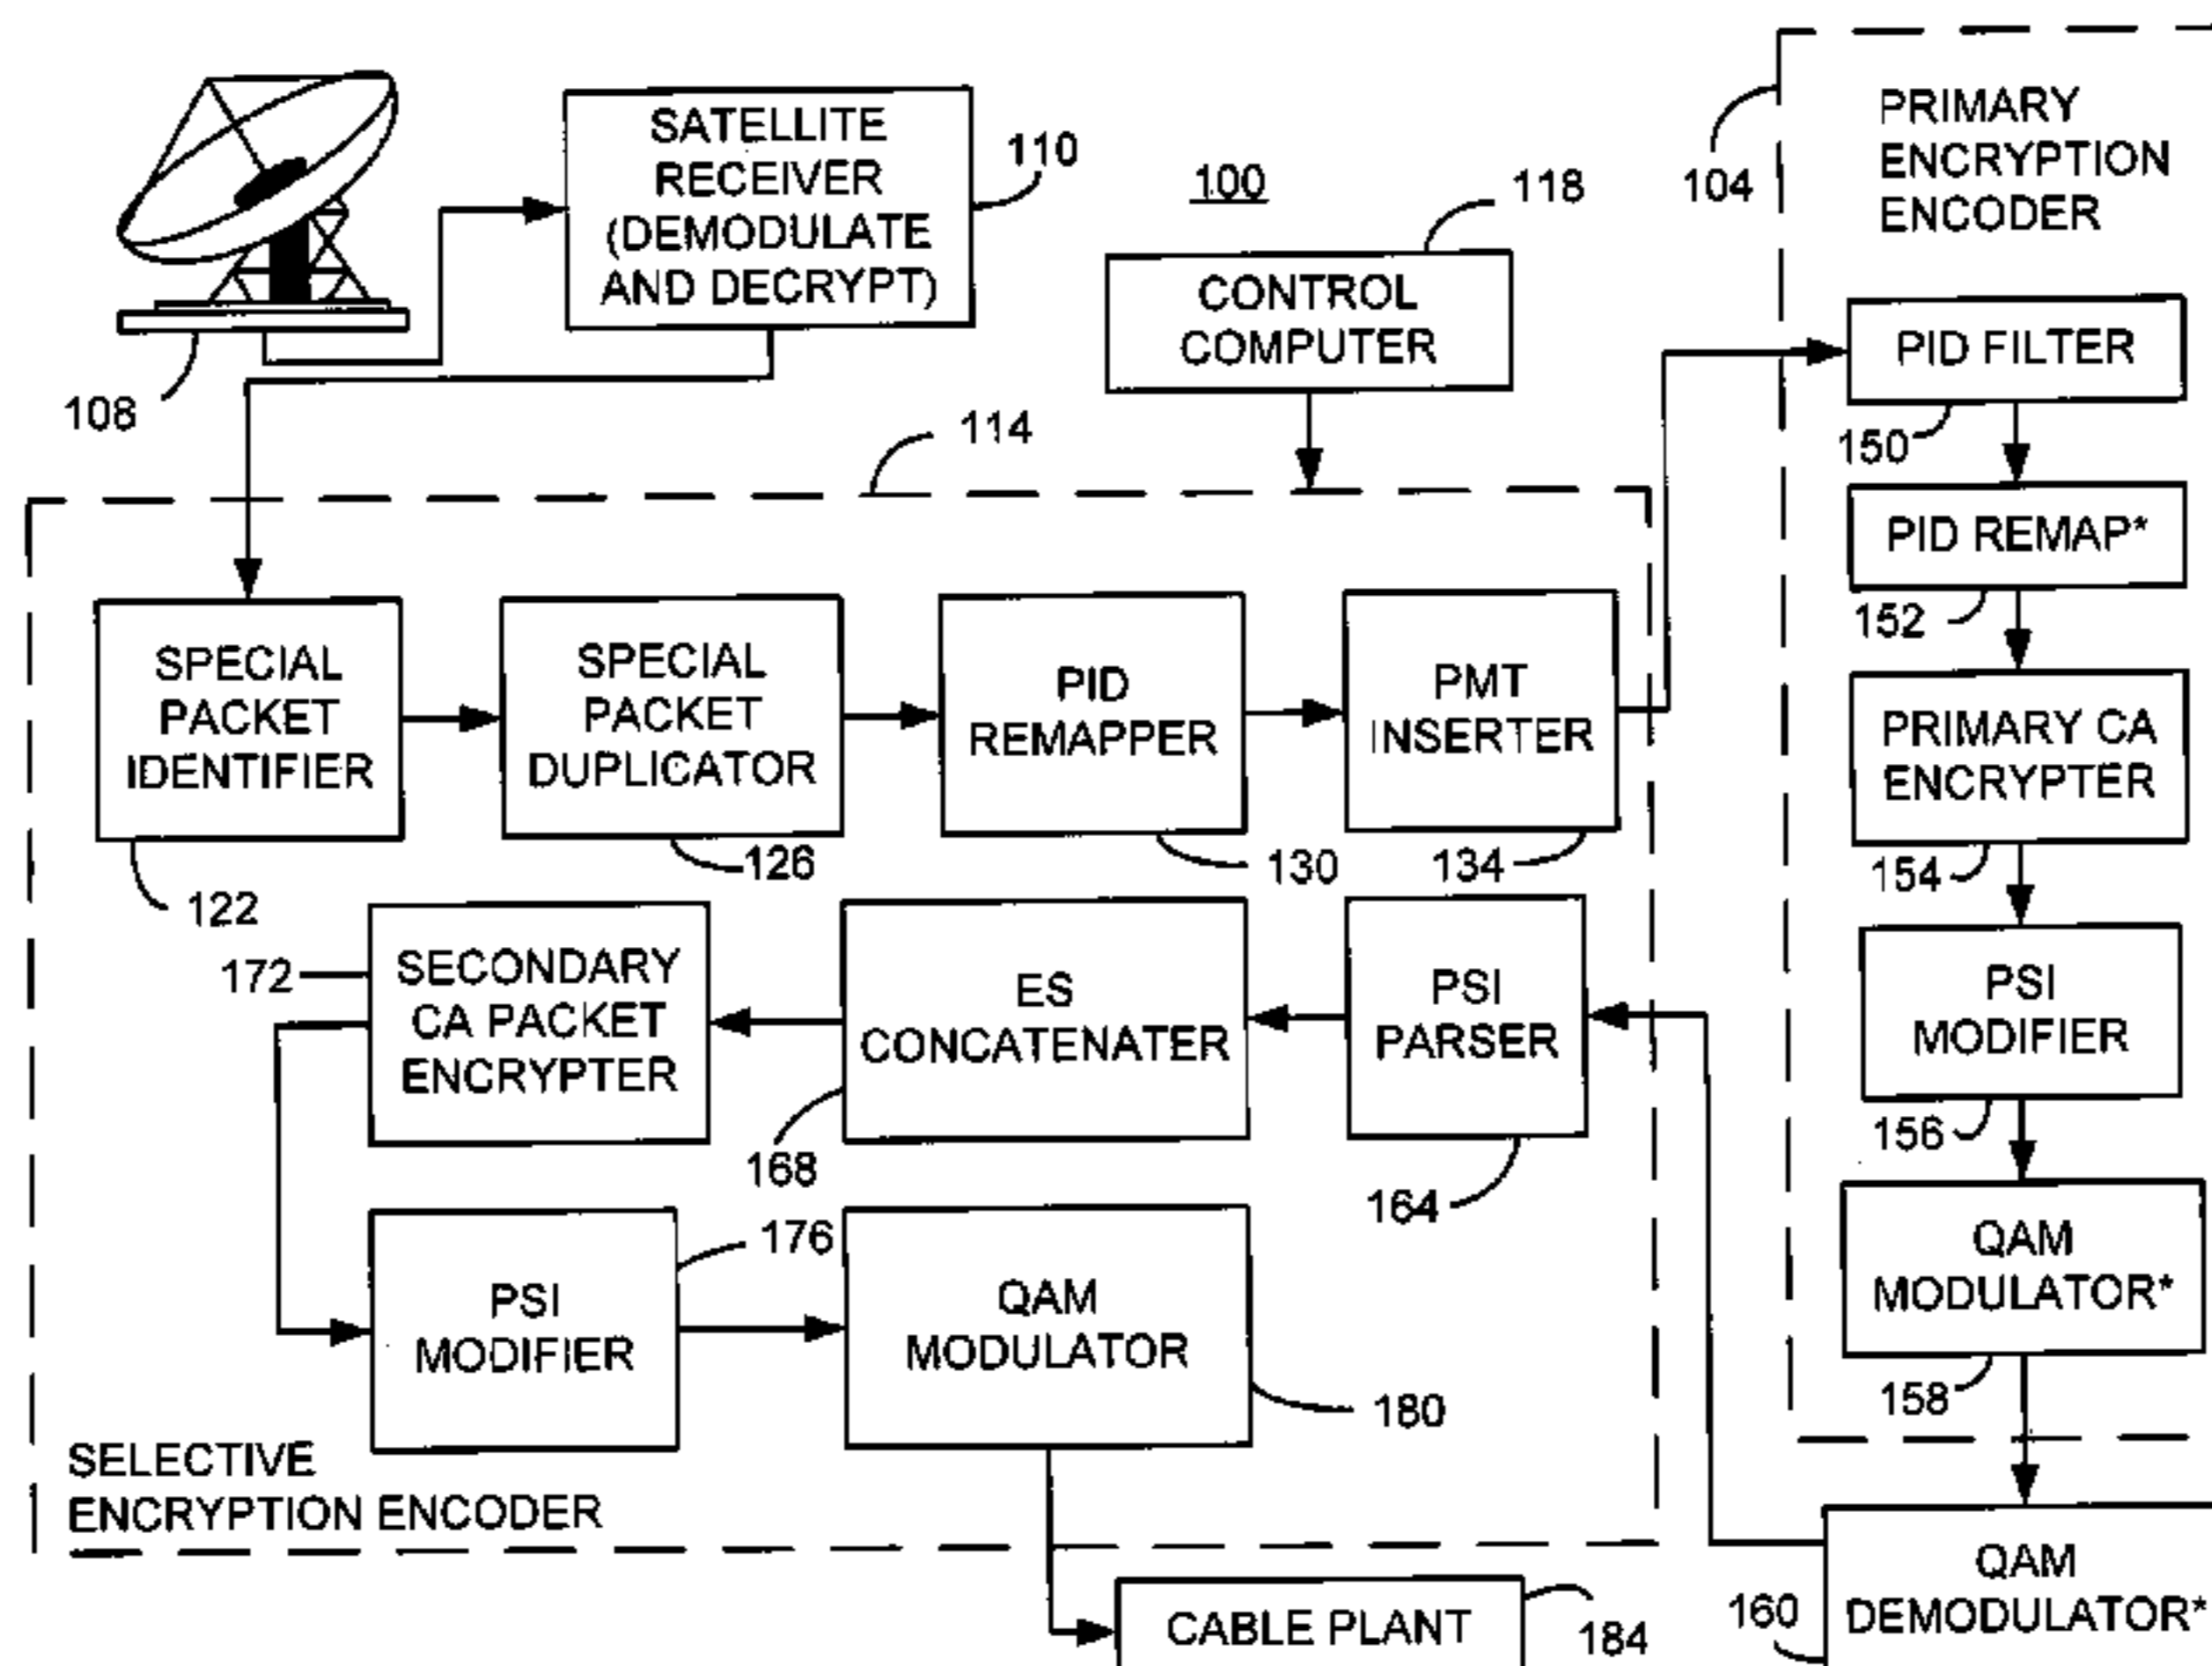 SATELLITE
RECEIVER
(DEMODULATE
AND DECRYPT)
110
108
100
118
CONTROL
COMPUTER
104
PRIMARY
ENCRYPTION
ENCODER
PID FILTER
150
PID REMAP*
152
PRIMARY CA
ENCRYPTER
154
PSI
MODIFIER
156
QAM
MODULATOR*
158
QAM
DEMODULATOR*
160
114
SPECIAL
PACKET
IDENTIFIER
122
SPECIAL
PACKET
DUPLICATOR
126
PID
REMAPPER
130
PMT
INSERTER
134
172
SECONDARY
CA PACKET
ENCRYPTER
ES
CONCATENATER
168
PSI
PARSER
164
PSI
MODIFIER
176
QAM
MODULATOR
180
SELECTIVE
ENCRYPTION ENCODER
CABLE PLANT
184